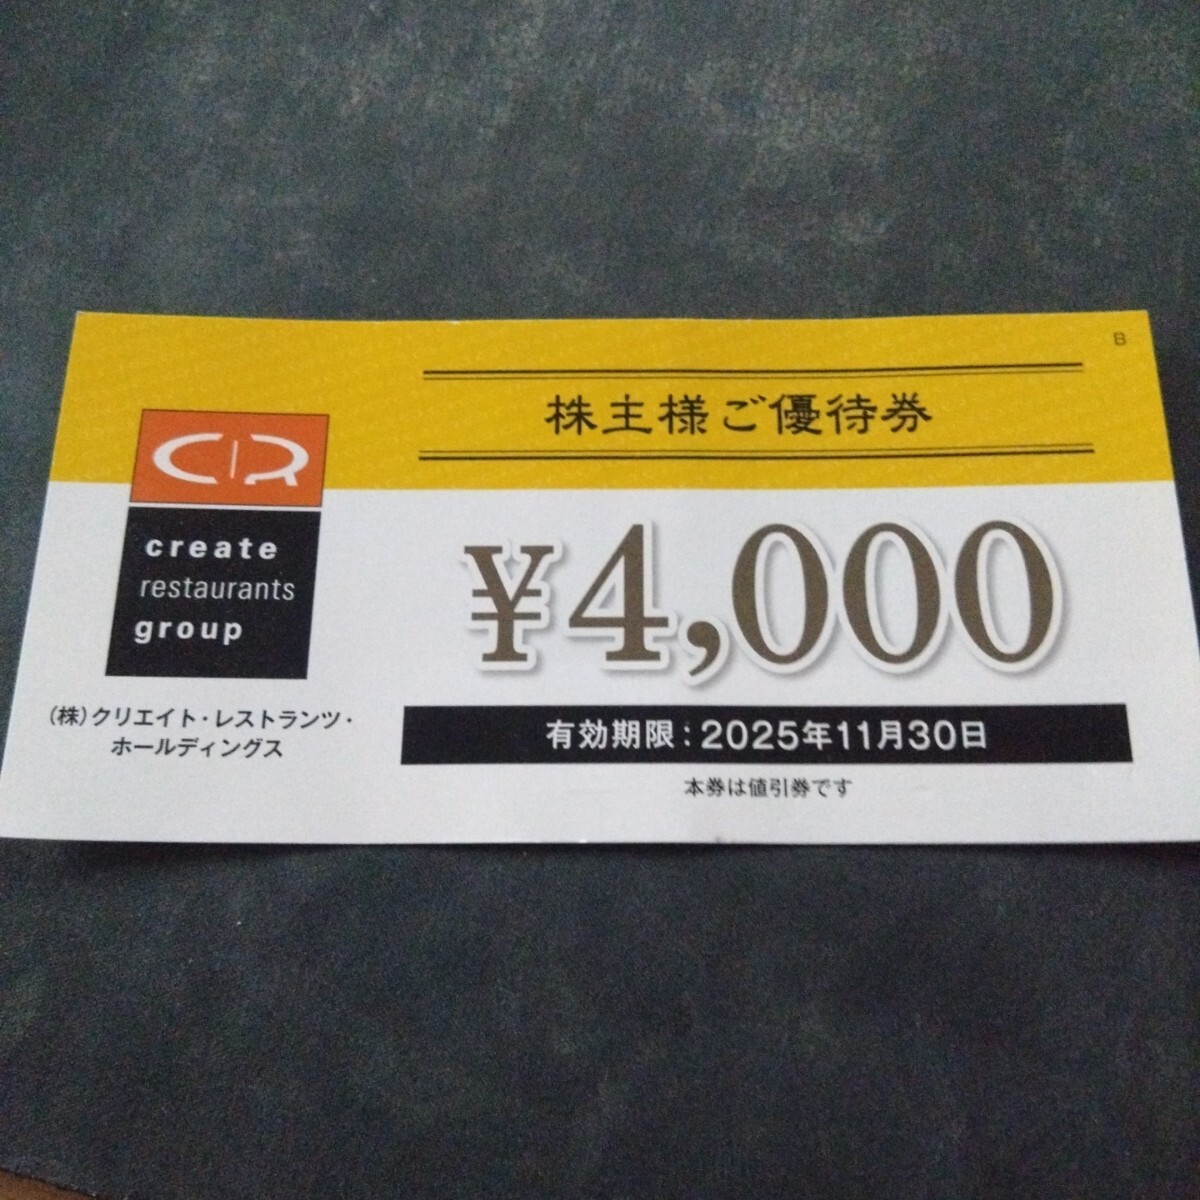 B
株主様ご優待券
CR
create
restaurants
group
¥4,000
(株)クリエイト・レストランツ・
ホールディングス
有効期限：2025年11月30日
本券は値引券です